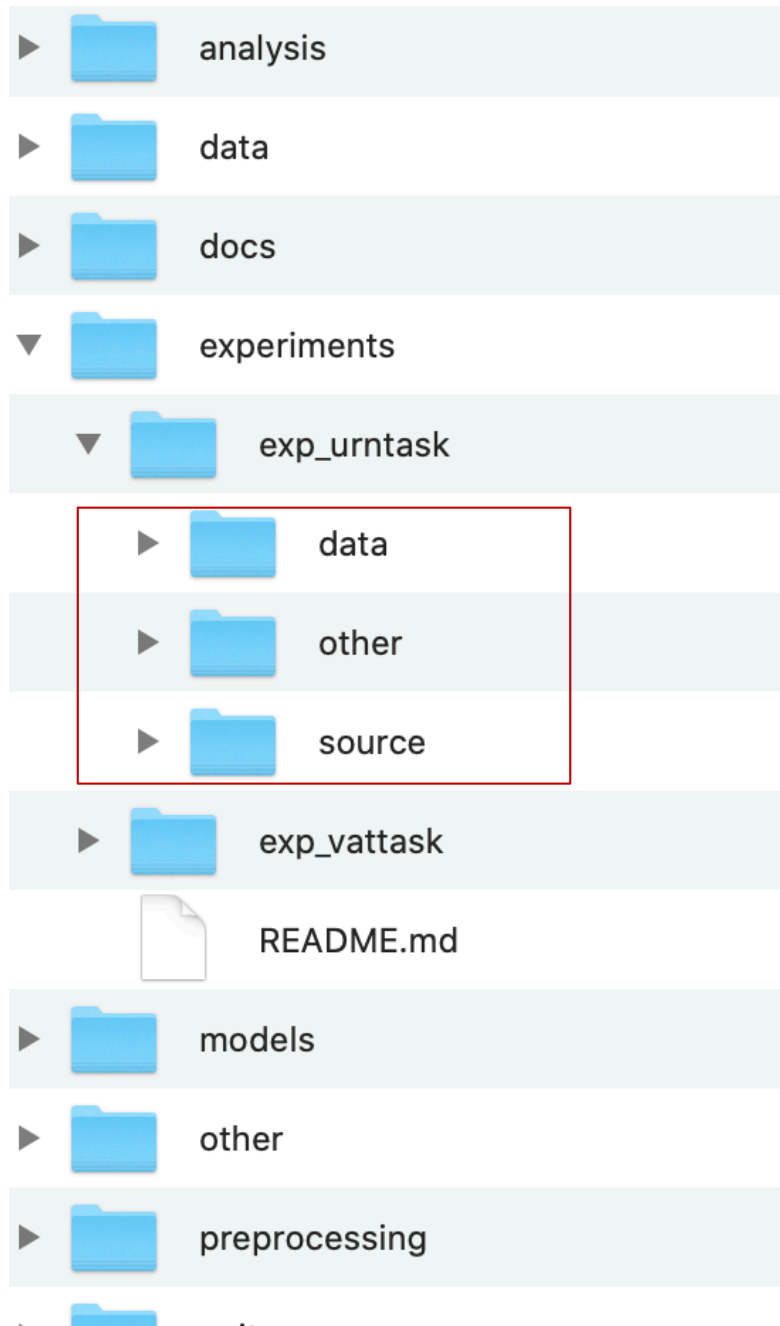 analysis
data
docs
experiments
exp_urntask
data
other
source
exp_vattask
README.md
models
other
preprocessing